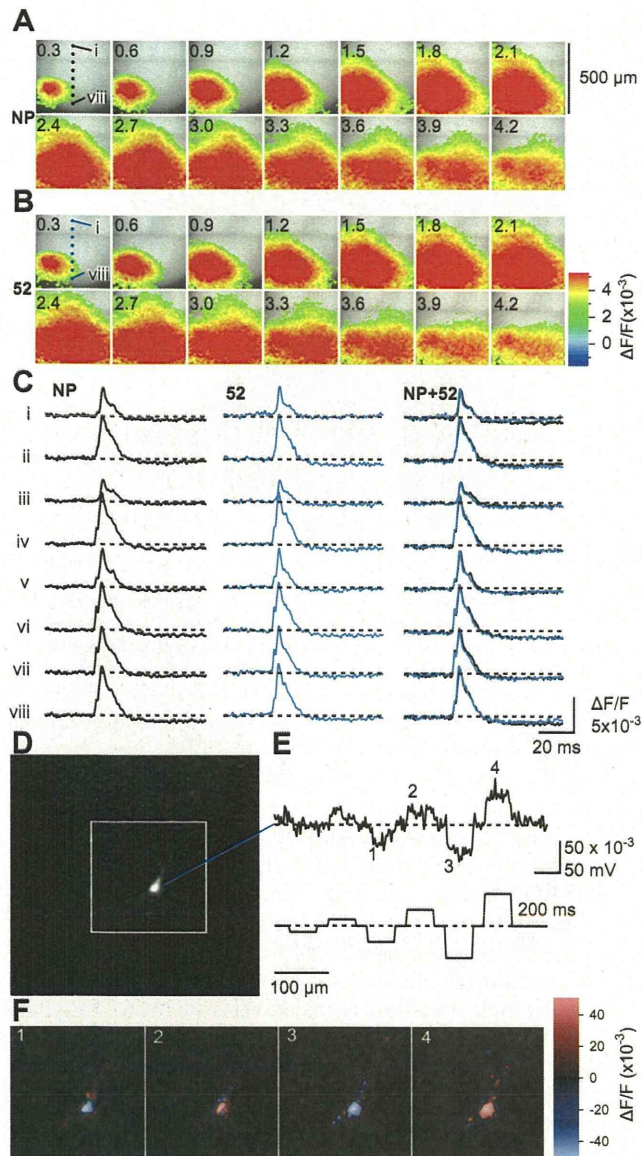 A
0.3 i viii 0.6 0.9 1.2 1.5 1.8 2.1
500 µm
NP
2.4 2.7 3.0 3.3 3.6 3.9 4.2
B
0.3 i viii 0.6 0.9 1.2 1.5 1.8 2.1
52
2.4 2.7 3.0 3.3 3.6 3.9 4.2
4
2
0
ΔF/F(x10⁻³)
C
NP 52 NP+52
i
ii
iii
iv
v
vi
vii
viii
ΔF/F
5x10⁻³
20 ms
D
E
1 2 3 4
50 x 10⁻³
50 mV
200 ms
100 µm
F
1 2 3 4
40
20
0
-20
-40
ΔF/F (x10⁻³)